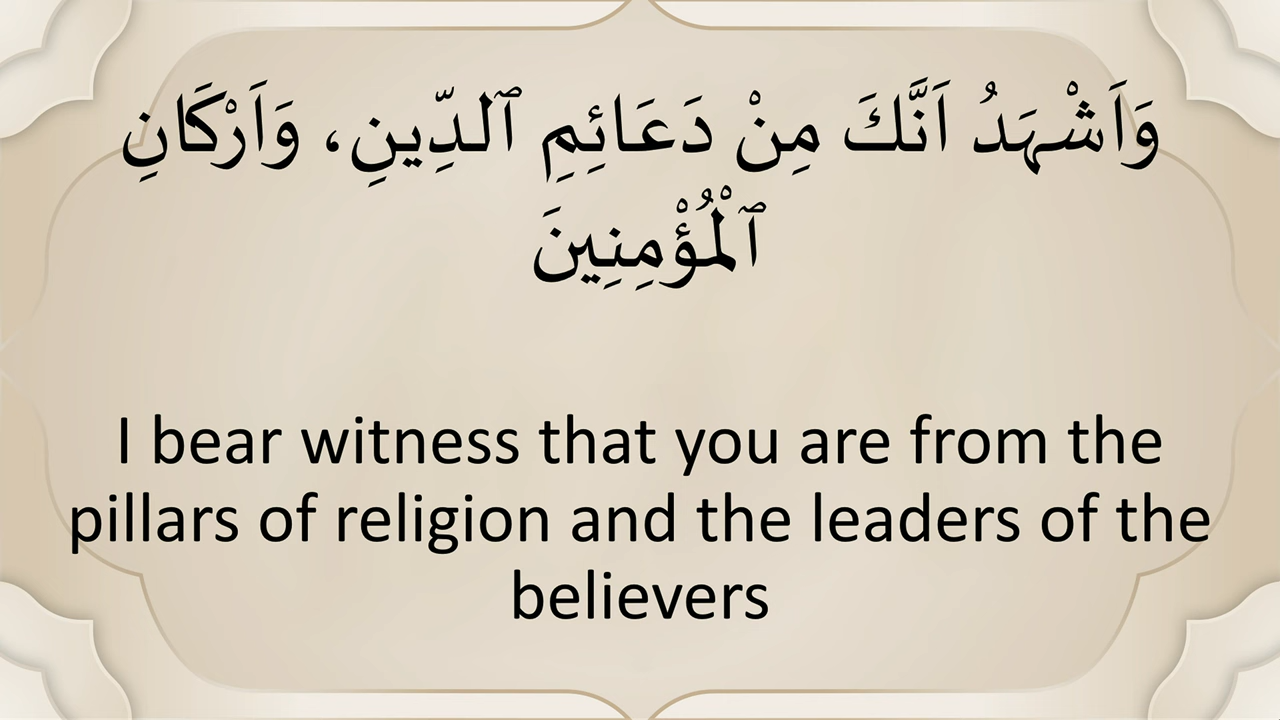 وَاَشْهَدُ اَنَّكَ مِنْ دَعَائِمِ ٱلدِّينِ، وَاَرْكَانِ
ٱلْمُؤْمِنِينَ
I bear witness that you are from the
pillars of religion and the leaders of the
believers